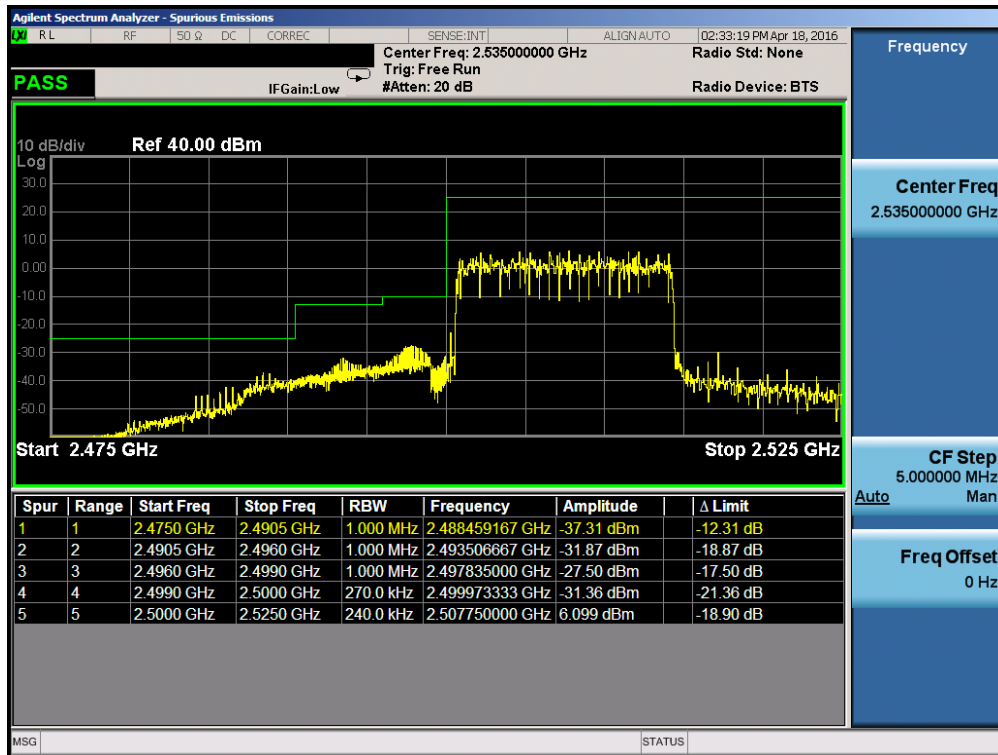 Agilent Spectrum Analyzer - Spurious Emissions
LXI RL RF 50 Ω DC CORREC SENSE:INT ALIGN AUTO 02:33:19 PM Apr 18, 2016
Center Freq: 2.535000000 GHz Radio Std: None
Trig: Free Run
PASS IFGain:Low #Atten: 20 dB Radio Device: BTS
Frequency
Center Freq
2.535000000 GHz
CF Step
5.000000 MHz
Auto Man
Freq Offset
0 Hz
10 dB/div Ref 40.00 dBm
Log
30.0
20.0
10.0
0.00
-10.0
-20.0
-30.0
-40.0
-50.0
Start 2.475 GHz Stop 2.525 GHz
Spur Range Start Freq Stop Freq RBW Frequency Amplitude Δ Limit
1 1 2.4750 GHz 2.4905 GHz 1.000 MHz 2.488459167 GHz -37.31 dBm -12.31 dB
2 2 2.4905 GHz 2.4960 GHz 1.000 MHz 2.493506667 GHz -31.87 dBm -18.87 dB
3 3 2.4960 GHz 2.4990 GHz 1.000 MHz 2.497835000 GHz -27.50 dBm -17.50 dB
4 4 2.4990 GHz 2.5000 GHz 270.0 kHz 2.499973333 GHz -31.36 dBm -21.36 dB
5 5 2.5000 GHz 2.5250 GHz 240.0 kHz 2.507750000 GHz 6.099 dBm -18.90 dB
MSG STATUS